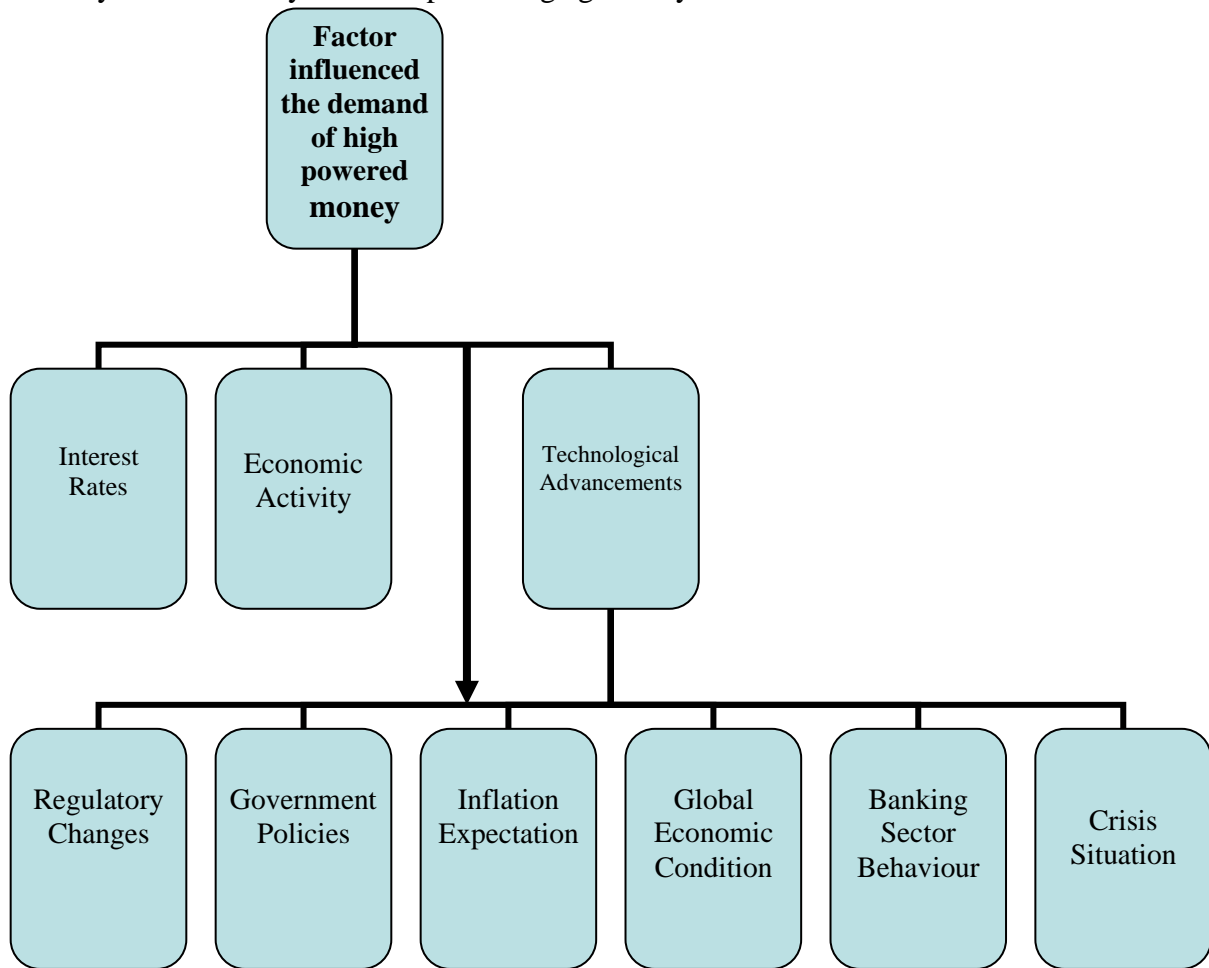 Factor
influenced
the demand
of high
powered
money
Interest
Rates
Economic
Activity
Technological
Advancements
Regulatory
Changes
Government
Policies
Inflation
Expectation
Global
Economic
Condition
Banking
Sector
Behaviour
Crisis
Situation